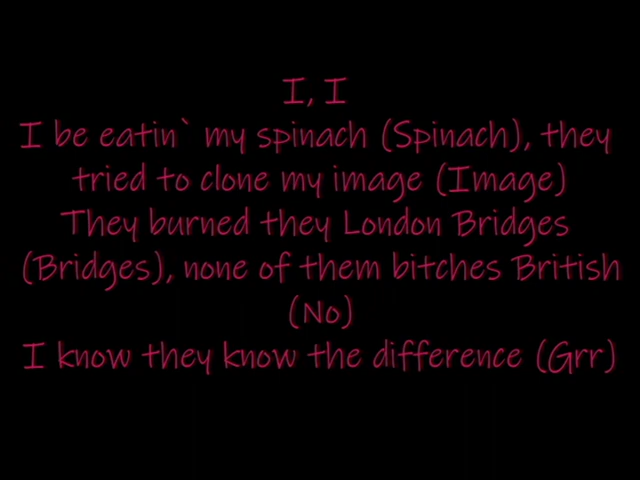 I, I
I be eatin` my spinach (Spinach), they
tried to clone my image (Image)
They burned they London Bridges
(Bridges), none of them bitches British
(No)
I know they know the difference (Grr)